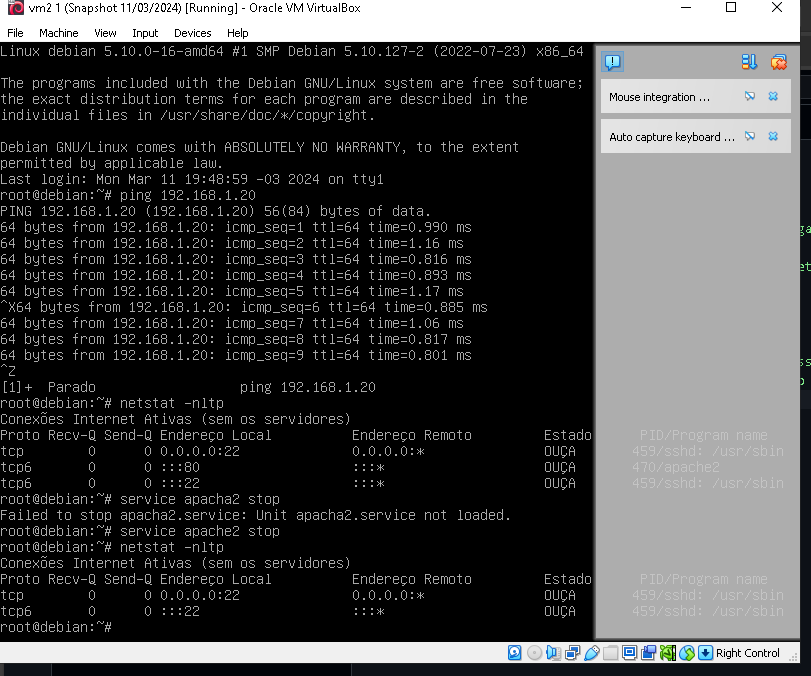 vm2 1 (Snapshot 11/03/2024) [Running] - Oracle VM VirtualBox
File Machine View Input Devices Help
Linux debian 5.10.0-16-amd64 #1 SMP Debian 5.10.127-2 (2022-07-23) x86_64
The programs included with the Debian GNU/Linux system are free software;
the exact distribution terms for each program are described in the
individual files in /usr/share/doc/*/copyright.
Debian GNU/Linux comes with ABSOLUTELY NO WARRANTY, to the extent
permitted by applicable law.
Last login: Mon Mar 11 19:48:59 -03 2024 on tty1
root@debian:~# ping 192.168.1.20
PING 192.168.1.20 (192.168.1.20) 56(84) bytes of data.
64 bytes from 192.168.1.20: icmp_seq=1 ttl=64 time=0.990 ms
64 bytes from 192.168.1.20: icmp_seq=2 ttl=64 time=1.16 ms
64 bytes from 192.168.1.20: icmp_seq=3 ttl=64 time=0.816 ms
64 bytes from 192.168.1.20: icmp_seq=4 ttl=64 time=0.893 ms
64 bytes from 192.168.1.20: icmp_seq=5 ttl=64 time=1.17 ms
^X64 bytes from 192.168.1.20: icmp_seq=6 ttl=64 time=0.885 ms
64 bytes from 192.168.1.20: icmp_seq=7 ttl=64 time=1.06 ms
64 bytes from 192.168.1.20: icmp_seq=8 ttl=64 time=0.817 ms
64 bytes from 192.168.1.20: icmp_seq=9 ttl=64 time=0.801 ms
^Z
[1]+ Parado ping 192.168.1.20
root@debian:~# netstat -nltp
Conexões Internet Ativas (sem os servidores)
Proto Recv-Q Send-Q Endereço Local Endereço Remoto Estado PID/Program name
tcp 0 0 0.0.0.0:22 0.0.0.0:* OUÇA 459/sshd: /usr/sbin
tcp6 0 0 :::80 :::* OUÇA 470/apache2
tcp6 0 0 :::22 :::* OUÇA 459/sshd: /usr/sbin
root@debian:~# service apacha2 stop
Failed to stop apacha2.service: Unit apacha2.service not loaded.
root@debian:~# service apache2 stop
root@debian:~# netstat -nltp
Conexões Internet Ativas (sem os servidores)
Proto Recv-Q Send-Q Endereço Local Endereço Remoto Estado PID/Program name
tcp 0 0 0.0.0.0:22 0.0.0.0:* OUÇA 459/sshd: /usr/sbin
tcp6 0 0 :::22 :::* OUÇA 459/sshd: /usr/sbin
root@debian:~#
Mouse integration ...
Auto capture keyboard ...
Right Control